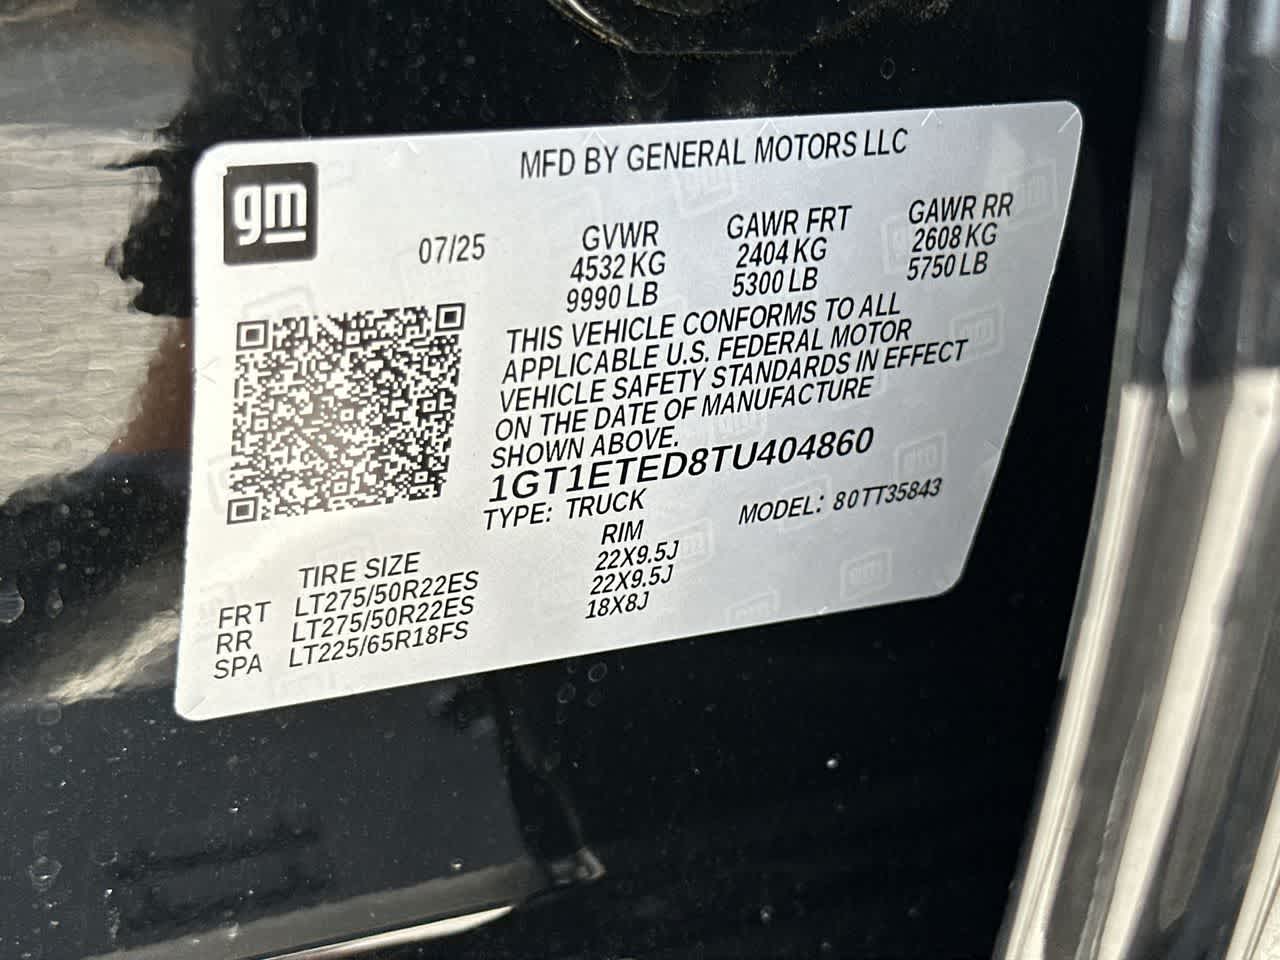 gm
MFD BY GENERAL MOTORS LLC
07/25
GVWR
4532 KG
9990 LB
GAWR FRT
2404 KG
5300 LB
GAWR RR
2608 KG
5750 LB
THIS VEHICLE CONFORMS TO ALL
APPLICABLE U.S. FEDERAL MOTOR
VEHICLE SAFETY STANDARDS IN EFFECT
ON THE DATE OF MANUFACTURE
SHOWN ABOVE.
1GT1ETED8TU404860
TYPE: TRUCK MODEL: 80TT35843
TIRE SIZE RIM
FRT LT275/50R22ES 22X9.5J
RR LT275/50R22ES 22X9.5J
SPA LT225/65R18FS 18X8J